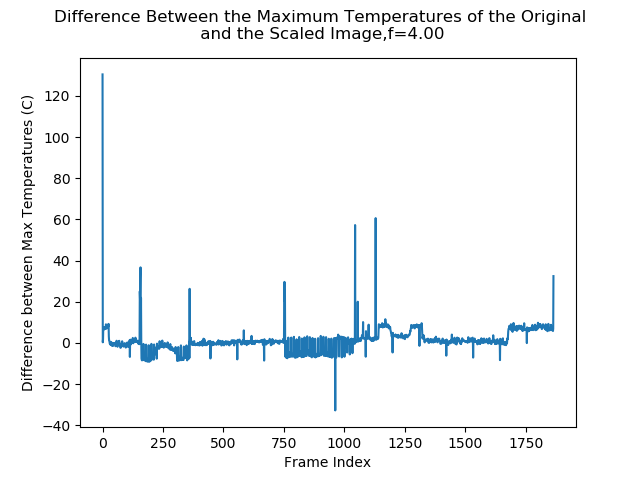 Difference Between the Maximum Temperatures of the Original
and the Scaled Image,f=4.00
Difference between Max Temperatures (C)
120
100
80
60
40
20
0
−20
−40
0 250 500 750 1000 1250 1500 1750
Frame Index